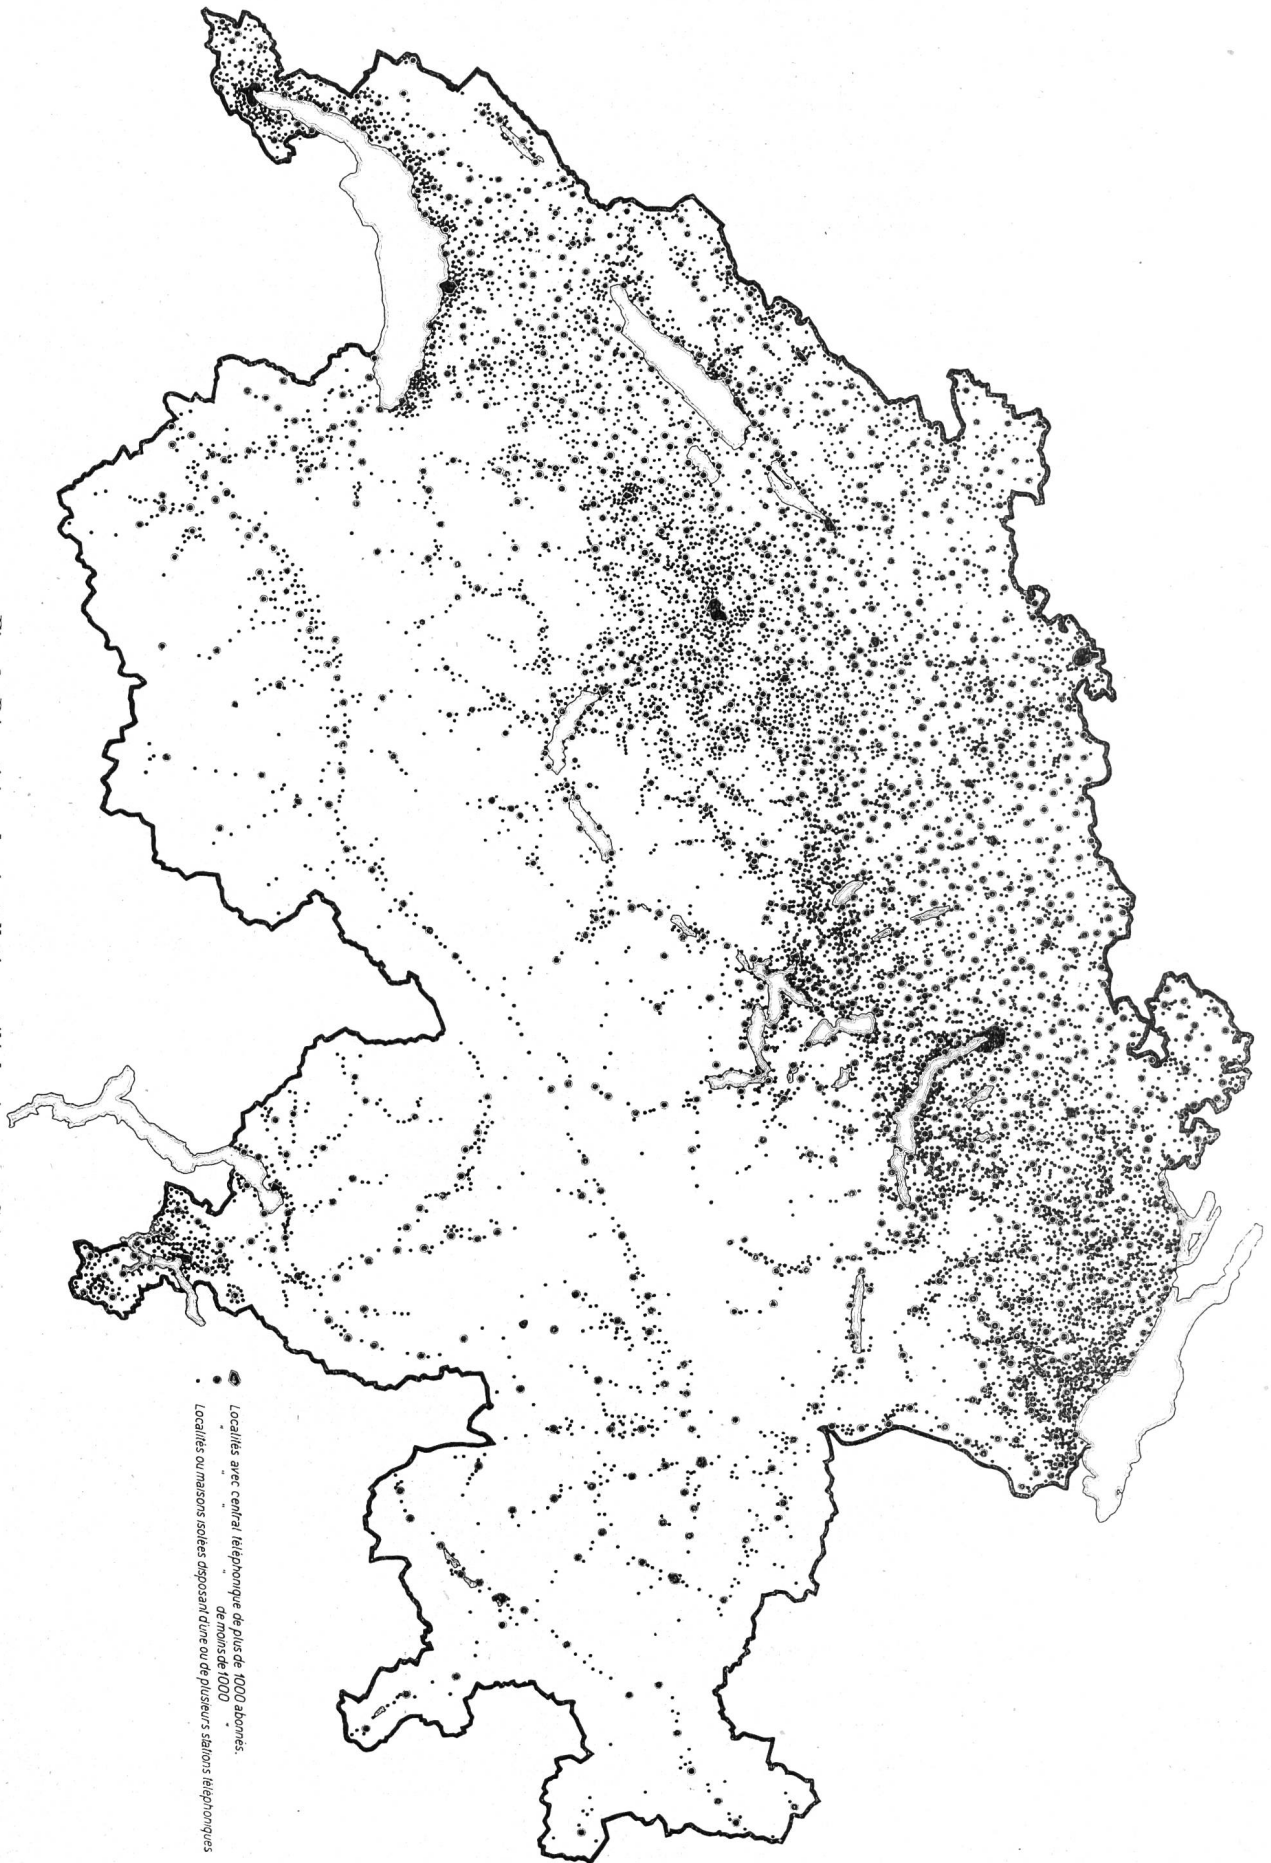 Localités avec central téléphonique de plus de 1000 abonnés.
" " " " de moins de 1000 "
Localités ou maisons isolées disposant d'une ou de plusieurs stations téléphoniques